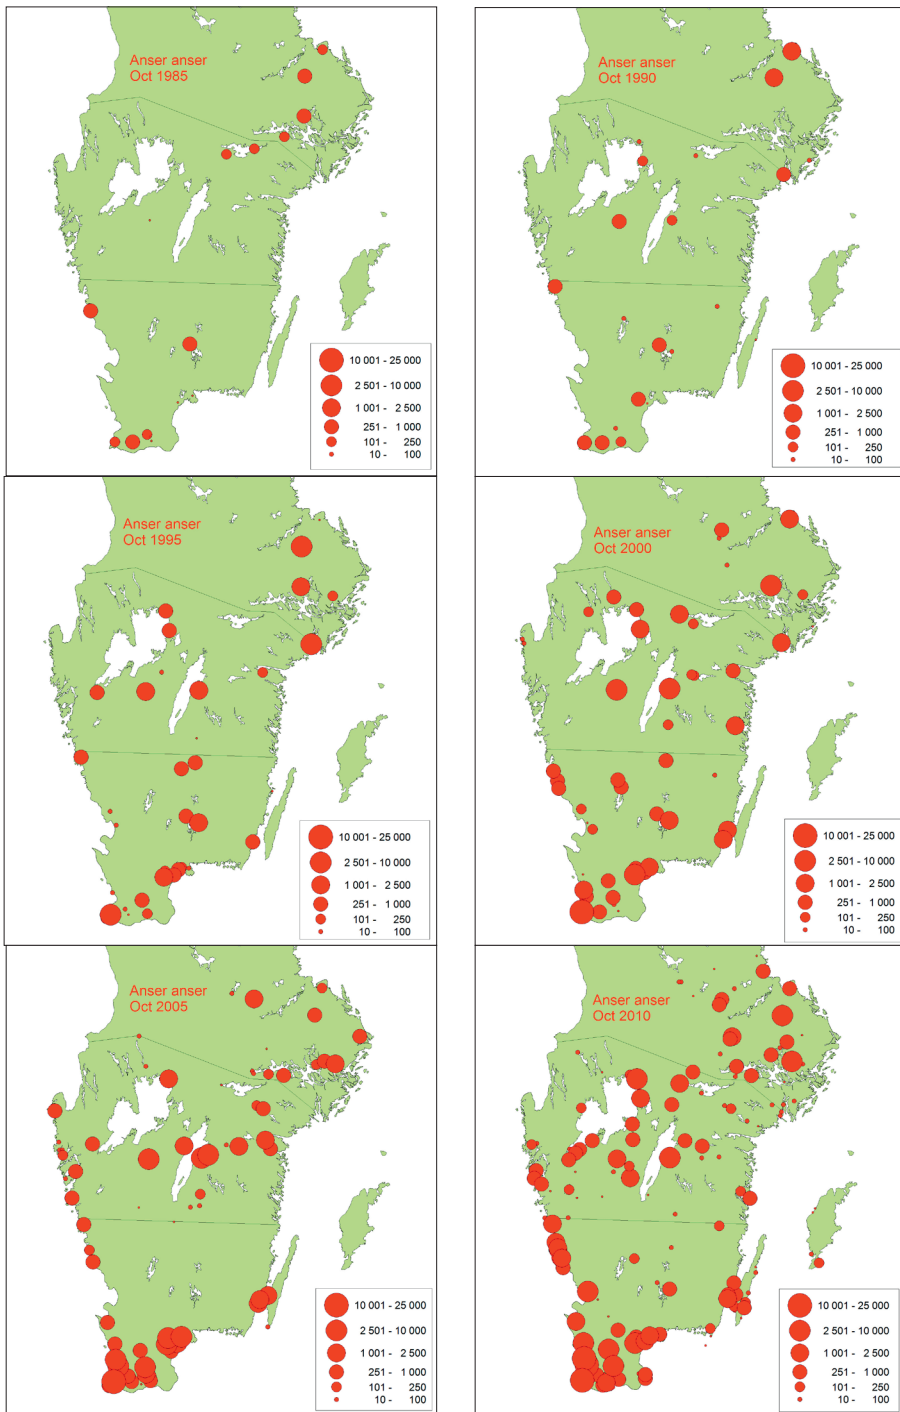 Anser anser
Oct 1985
10 001 - 25 000
2 501 - 10 000
1 001 - 2 500
251 - 1 000
101 - 250
10 - 100
Anser anser
Oct 1990
10 001 - 25 000
2 501 - 10 000
1 001 - 2 500
251 - 1 000
101 - 250
10 - 100
Anser anser
Oct 1995
10 001 - 25 000
2 501 - 10 000
1 001 - 2 500
251 - 1 000
101 - 250
10 - 100
Anser anser
Oct 2000
10 001 - 25 000
2 501 - 10 000
1 001 - 2 500
251 - 1 000
101 - 250
10 - 100
Anser anser
Oct 2005
10 001 - 25 000
2 501 - 10 000
1 001 - 2 500
251 - 1 000
101 - 250
10 - 100
Anser anser
Oct 2010
10 001 - 25 000
2 501 - 10 000
1 001 - 2 500
251 - 1 000
101 - 250
10 - 100